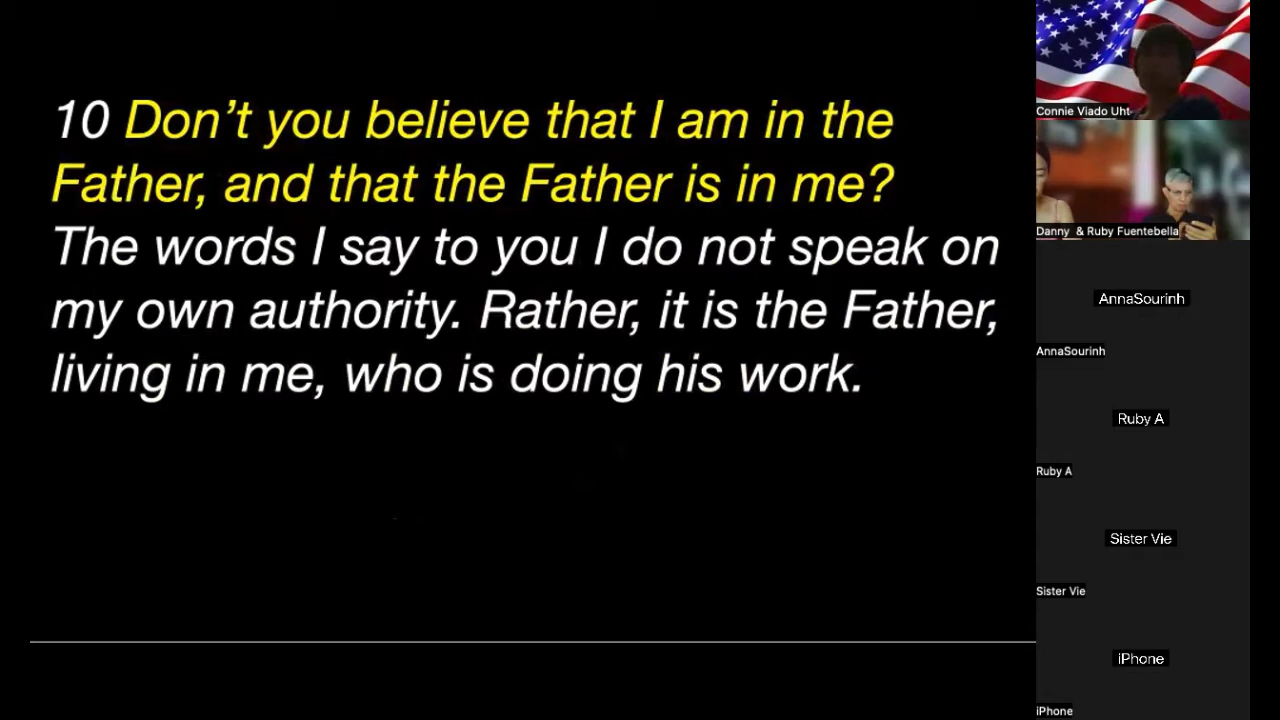 10 Don’t you believe that I am in the
Father, and that the Father is in me?
The words I say to you I do not speak on
my own authority. Rather, it is the Father,
living in me, who is doing his work.
Connie Viado Uht
Danny & Ruby Fuentebella
AnnaSourinh
AnnaSourinh
Ruby A
Ruby A
Sister Vie
Sister Vie
iPhone
iPhone